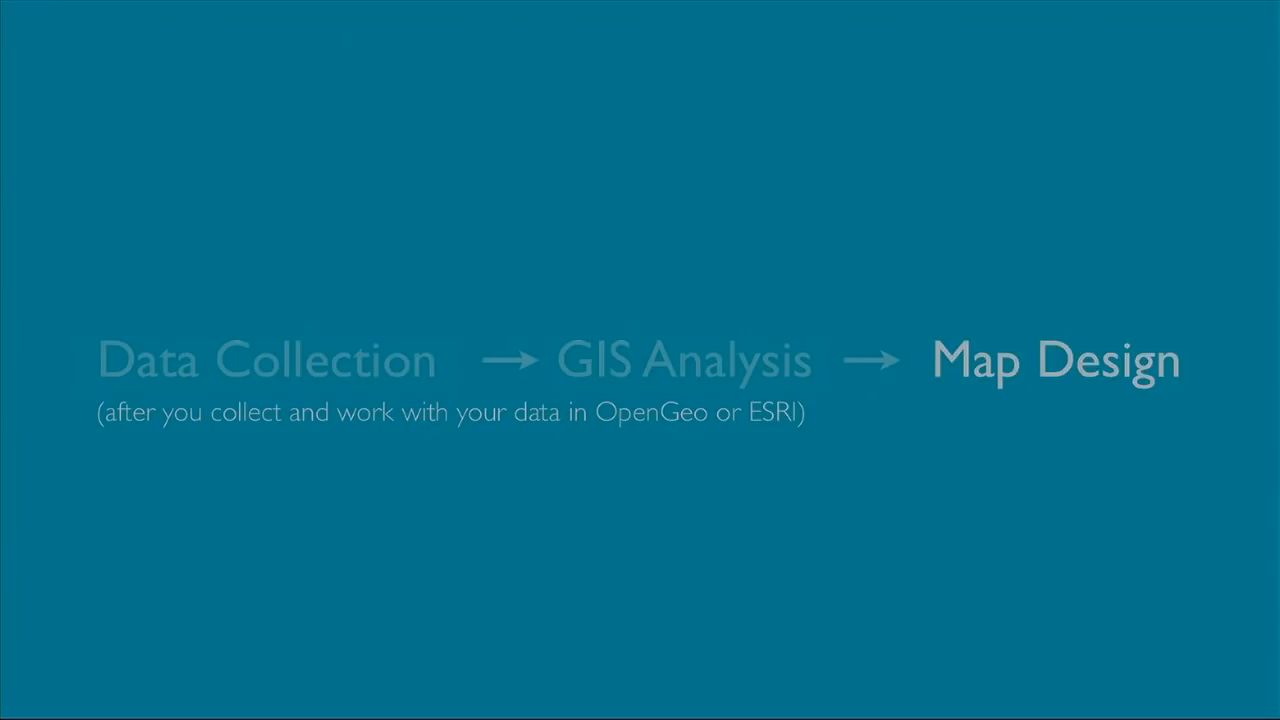 Data Collection → GIS Analysis → Map Design
(after you collect and work with your data in OpenGeo or ESRI)